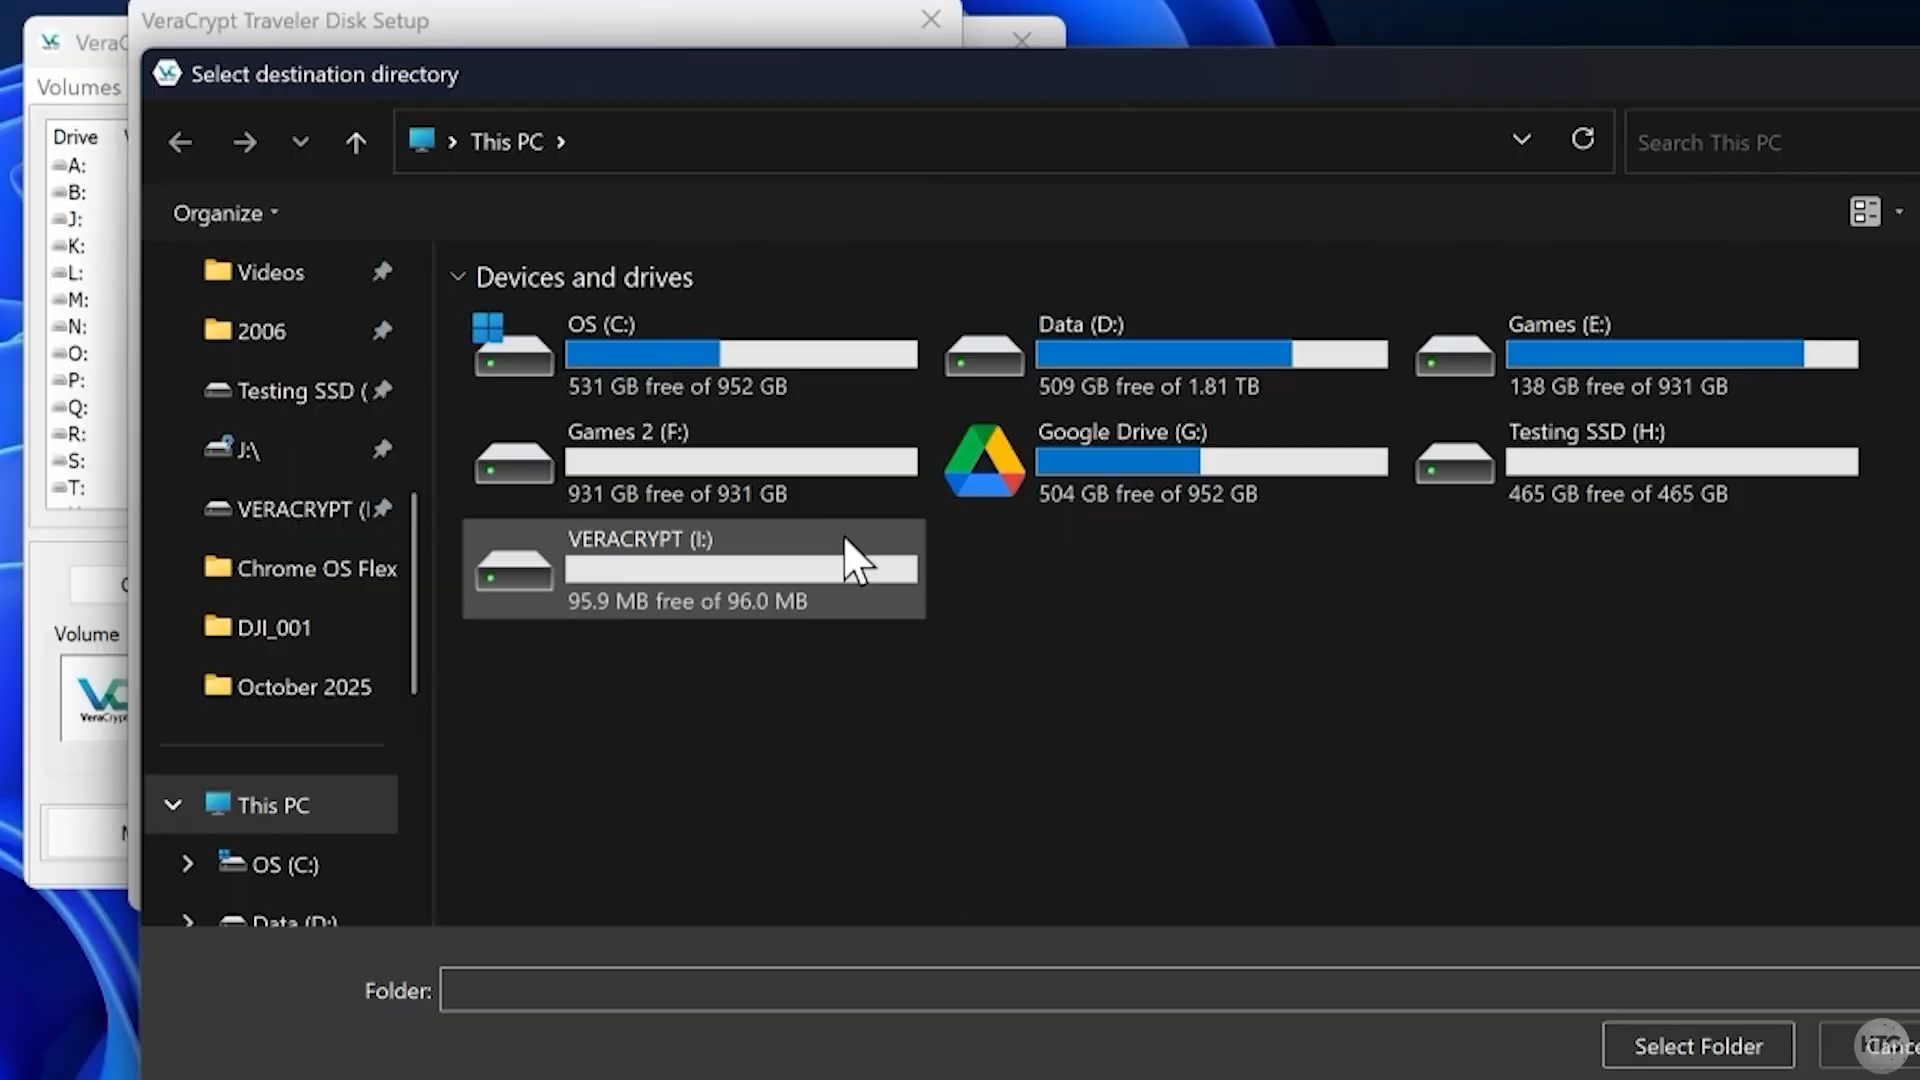 VeraCrypt Traveler Disk Setup
Select destination directory
Volumes
This PC
Search This PC
Organize
Drive
A:
B:
J:
K:
L:
M:
N:
O:
P:
Q:
R:
S:
T:
Volume
VeraCrypt
Videos
2006
Testing SSD (
J:\
VERACRYPT (I
Chrome OS Flex
DJI_001
October 2025
This PC
OS (C:)
Data (D:)
Devices and drives
OS (C:)
531 GB free of 952 GB
Data (D:)
509 GB free of 1.81 TB
Games (E:)
138 GB free of 931 GB
Games 2 (F:)
931 GB free of 931 GB
Google Drive (G:)
504 GB free of 952 GB
Testing SSD (H:)
465 GB free of 465 GB
VERACRYPT (I:)
95.9 MB free of 96.0 MB
Folder:
Select Folder
Cance